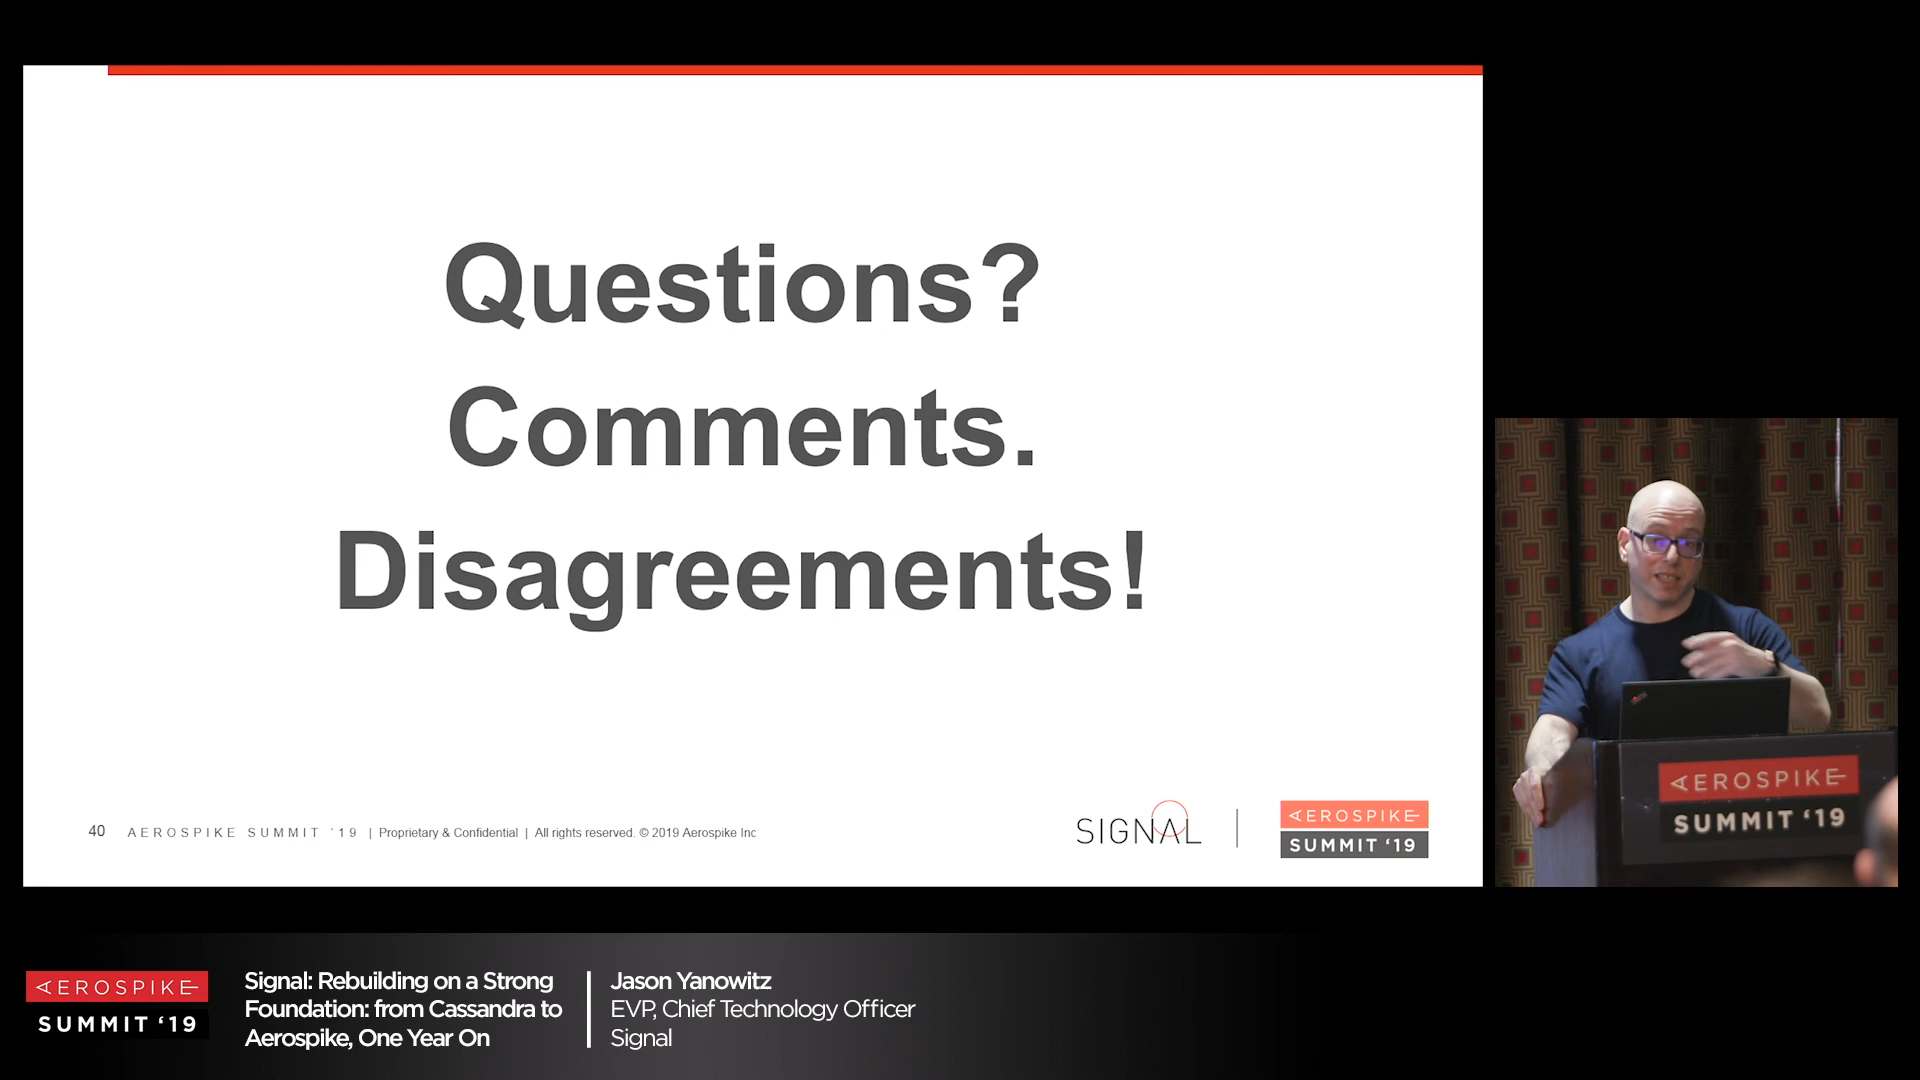 Questions?
Comments.
Disagreements!
40 AEROSPIKE SUMMIT '19 | Proprietary & Confidential | All rights reserved. © 2019 Aerospike Inc
SIGNAL
AEROSPIKE
SUMMIT '19
AEROSPIKE
SUMMIT '19
AEROSPIKE
SUMMIT '19
Signal: Rebuilding on a Strong
Foundation: from Cassandra to
Aerospike, One Year On
Jason Yanowitz
EVP, Chief Technology Officer
Signal